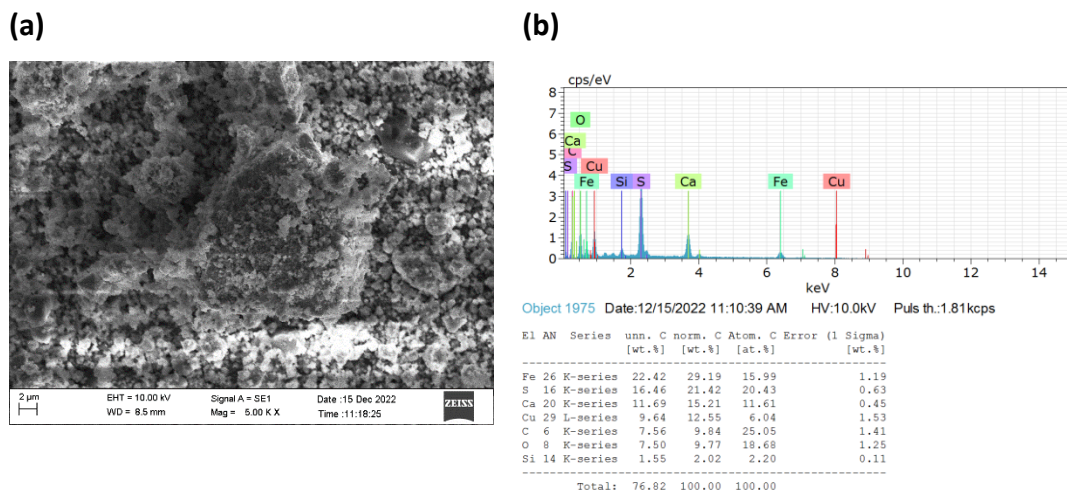 (a)
(b)
2 μm
EHT = 10.00 kV
WD = 8.5 mm
Signal A = SE1
Mag = 5.00 K X
Date :15 Dec 2022
Time :11:18:25
ZEISS
cps/eV
8
7
6
5
4
3
2
1
0
O
Ca
C
S
Cu
Fe
Si
S
Ca
Fe
Cu
2 4 6 8 10 12 14
keV
Object 1975 Date:12/15/2022 11:10:39 AM HV:10.0kV Puls th.:1.81kcps
El AN Series unn. C norm. C Atom. C Error (1 Sigma)
[wt.%] [wt.%] [at.%] [wt.%]
Fe 26 K-series 22.42 29.19 15.99 1.19
S 16 K-series 16.46 21.42 20.43 0.63
Ca 20 K-series 11.69 15.21 11.61 0.45
Cu 29 L-series 9.64 12.55 6.04 1.53
C 6 K-series 7.56 9.84 25.05 1.41
O 8 K-series 7.50 9.77 18.68 1.25
Si 14 K-series 1.55 2.02 2.20 0.11
Total: 76.82 100.00 100.00